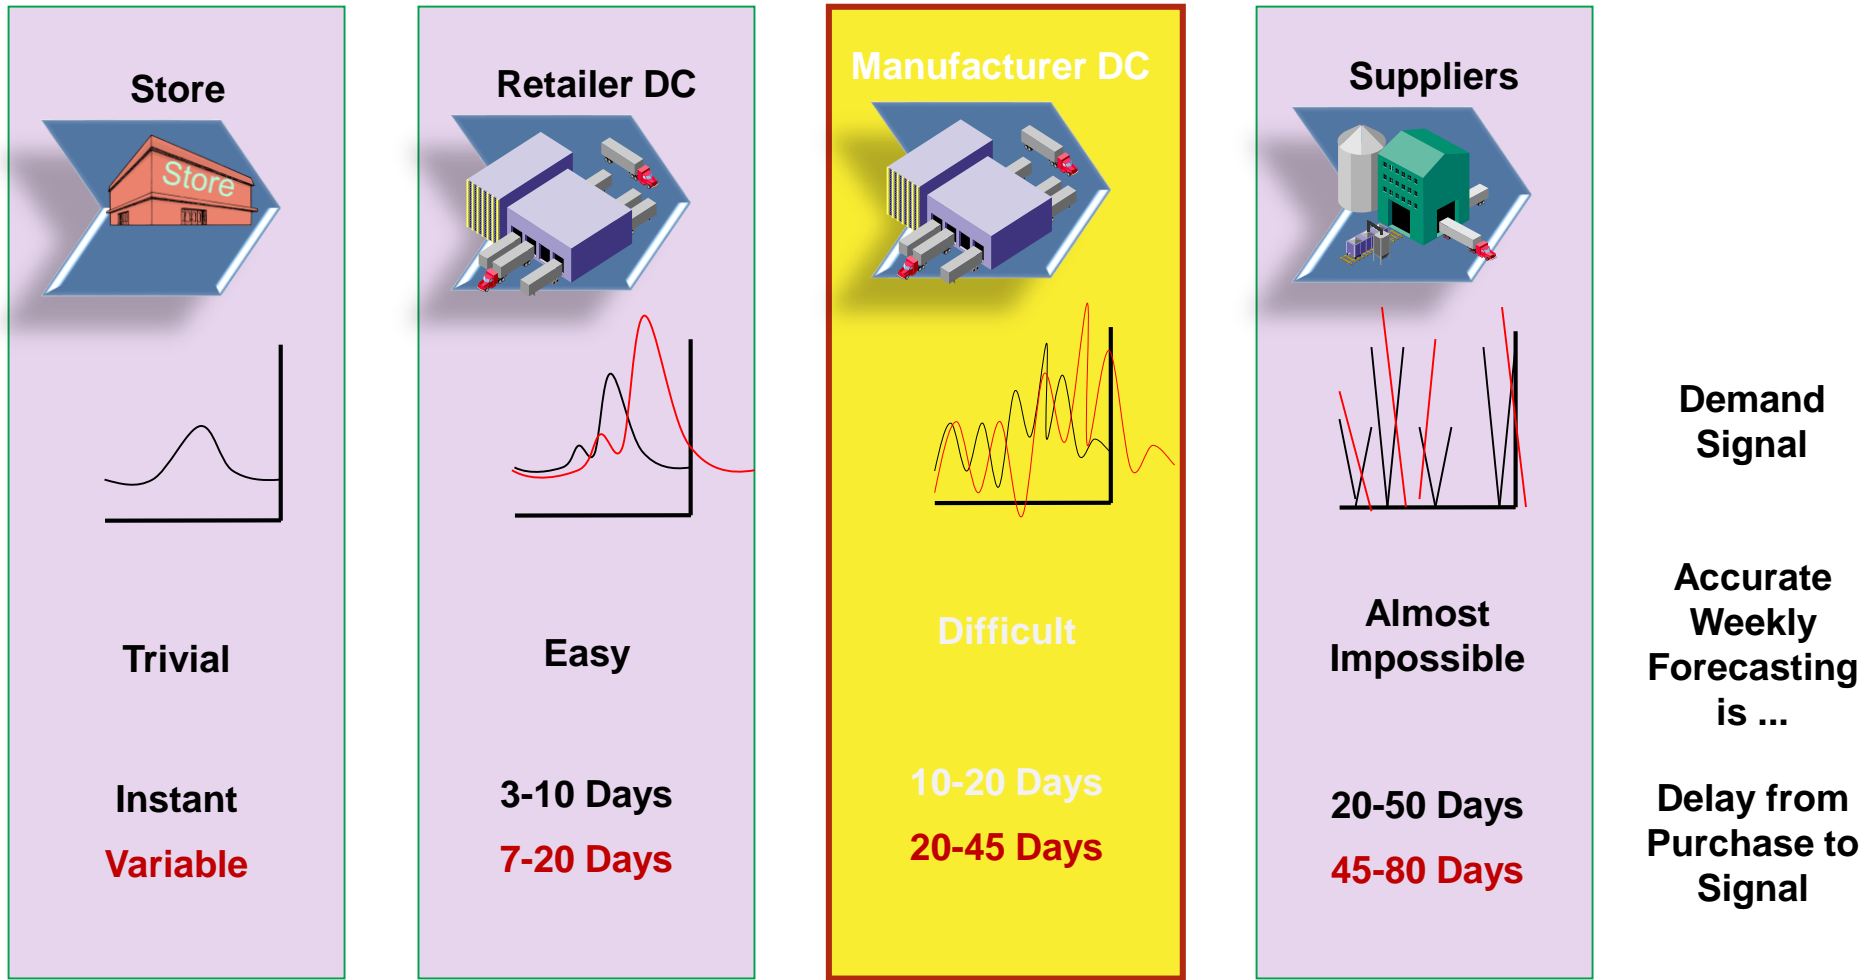 Store
Store
Trivial
Instant
Variable
Retailer DC
Easy
3-10 Days
7-20 Days
Manufacturer DC
Difficult
10-20 Days
20-45 Days
Suppliers
Almost
Impossible
20-50 Days
45-80 Days
Demand
Signal
Accurate
Weekly
Forecasting
is ...
Delay from
Purchase to
Signal